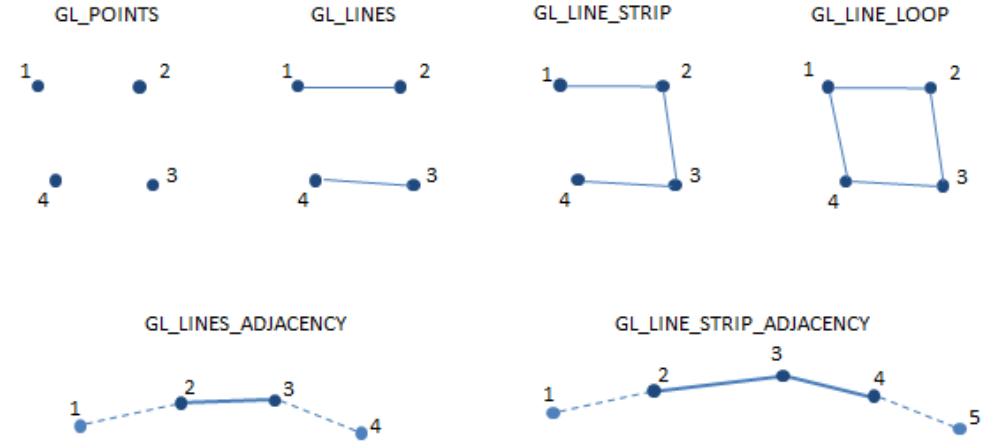 GL_POINTS GL_LINES GL_LINE_STRIP GL_LINE_LOOP
1 2 1 2 1 2 1 2
4 3 4 3 4 3 4 3
GL_LINES_ADJACENCY GL_LINE_STRIP_ADJACENCY
1 2 3 4 1 2 3 4 5